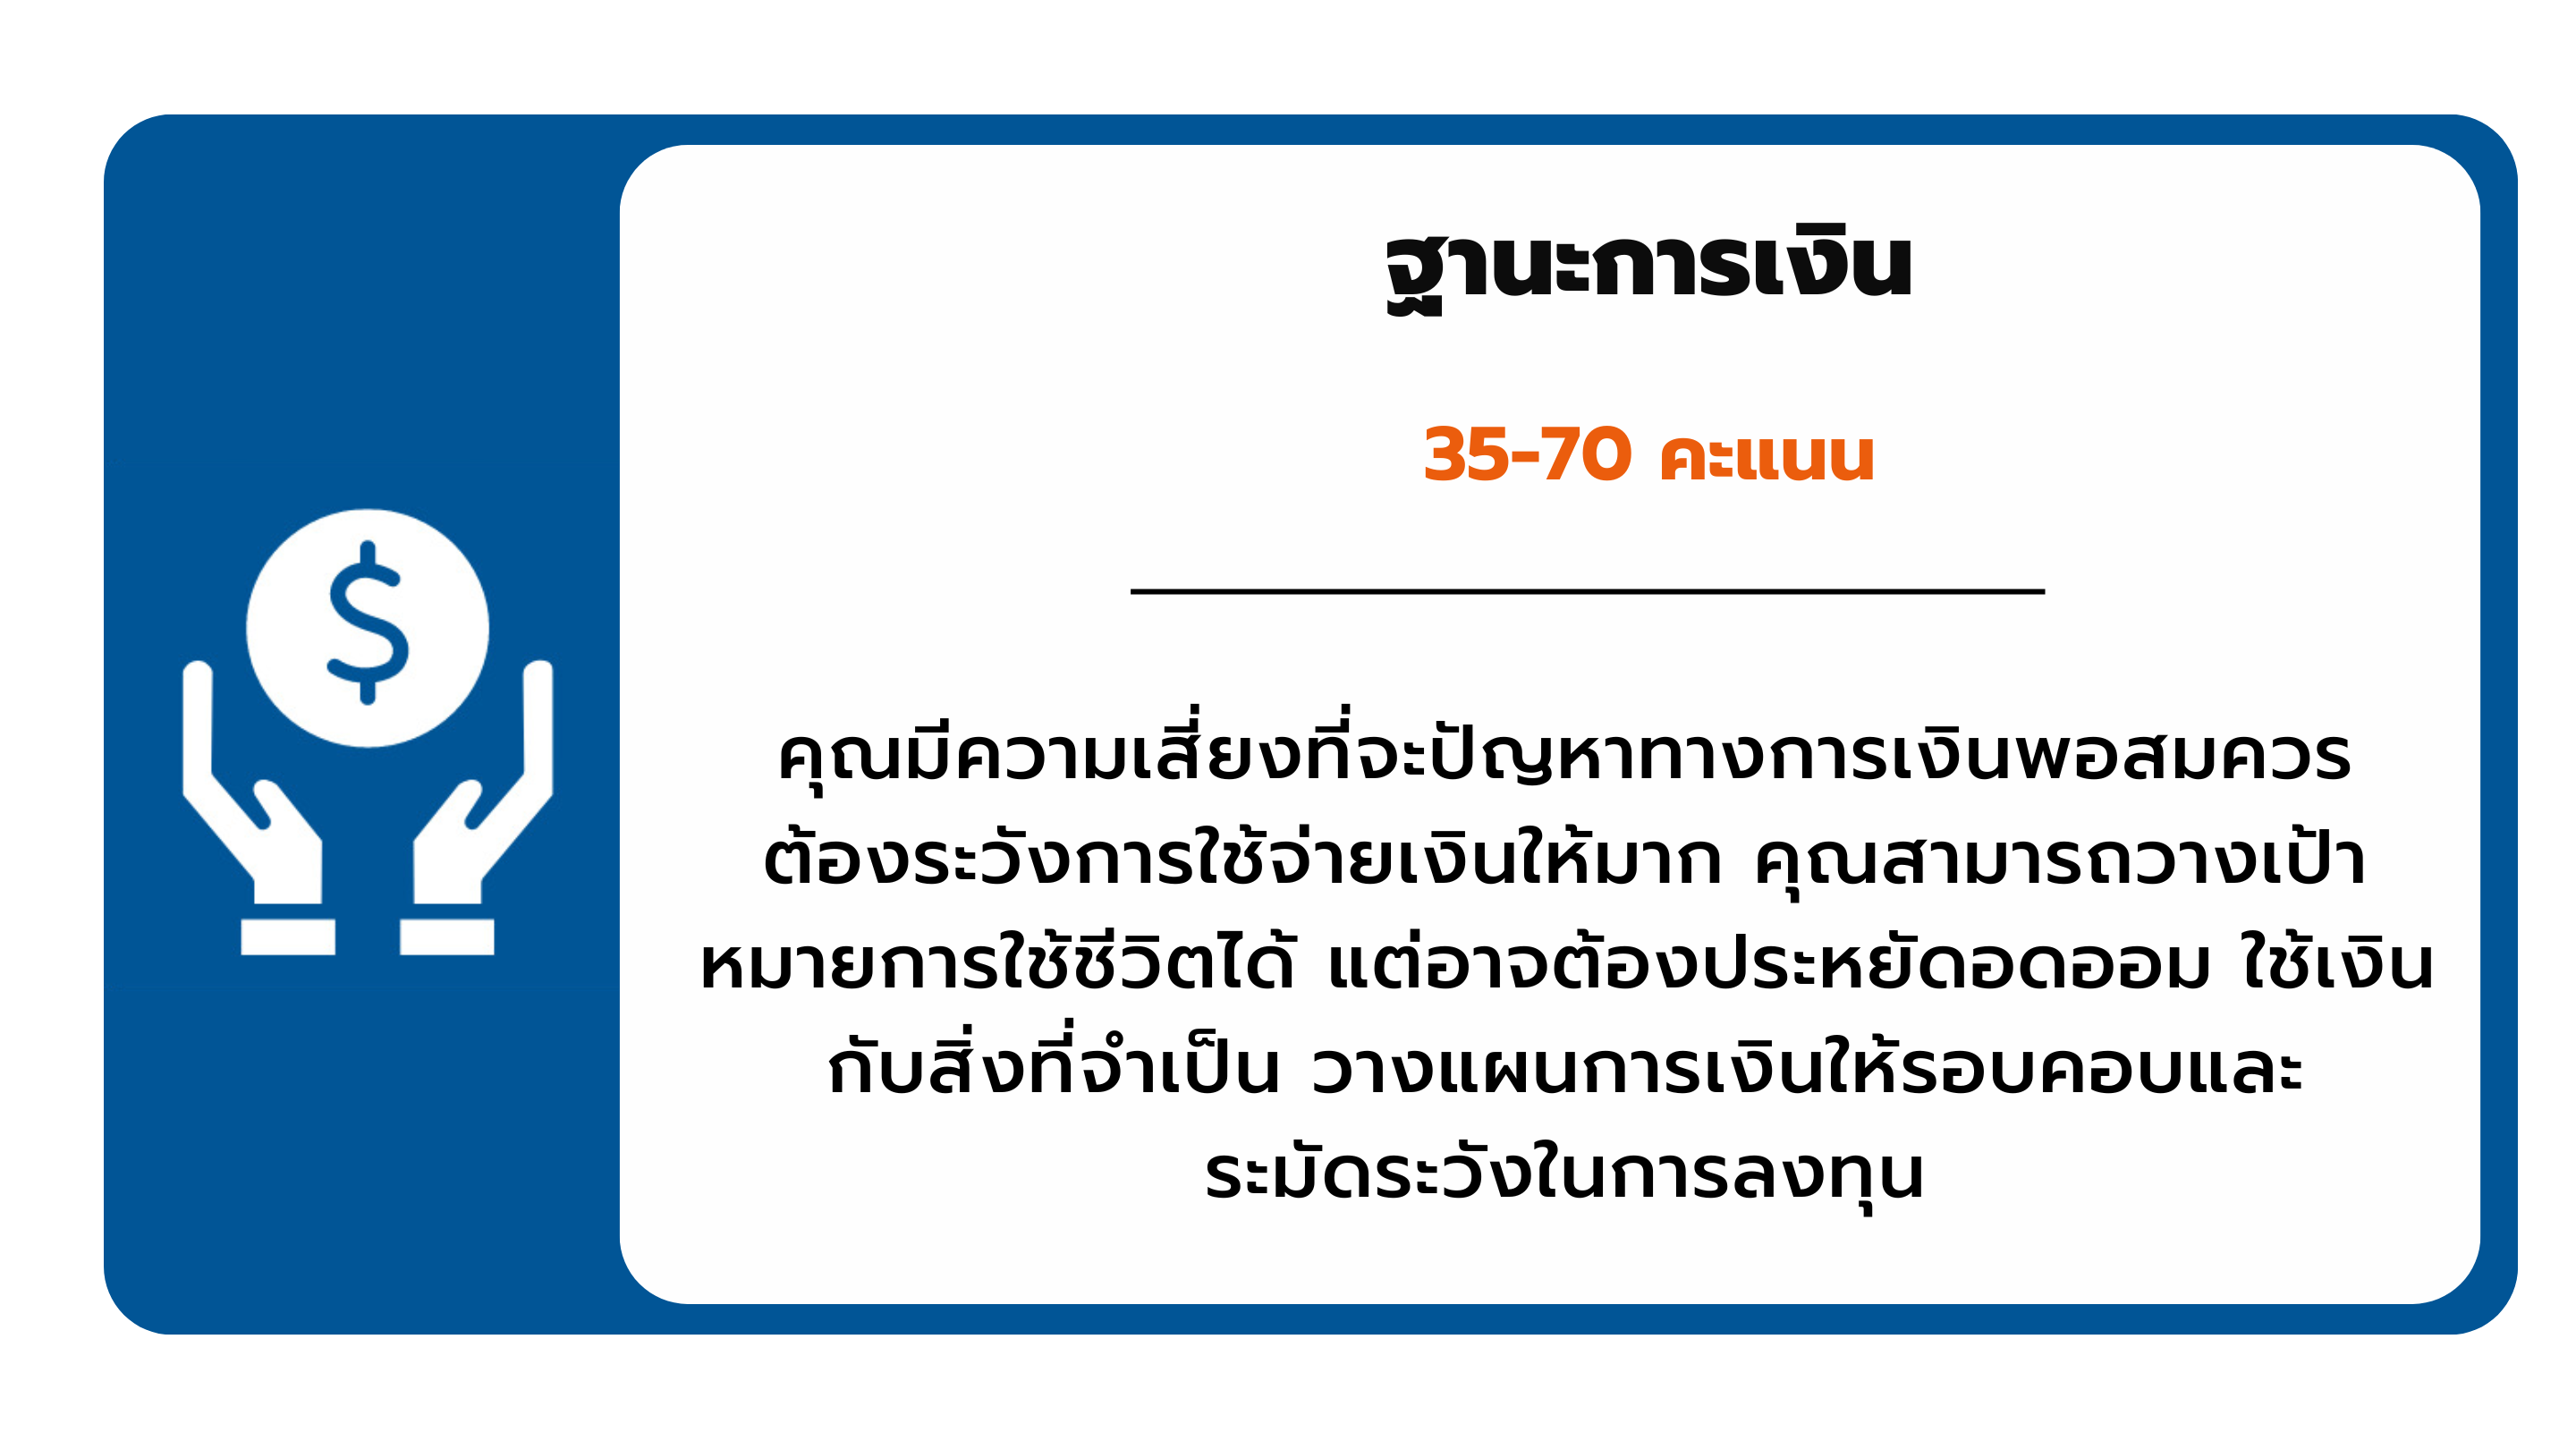 ฐานะการเงิน
35-70 คะแนน
คุณมีความเสี่ยงที่จะปัญหาทางการเงินพอสมควร
ต้องระวังการใช้จ่ายเงินให้มาก คุณสามารถวางเป้า
หมายการใช้ชีวิตได้ แต่อาจต้องประหยัดอดออม ใช้เงิน
กับสิ่งที่จำเป็น วางแผนการเงินให้รอบคอบและ
ระมัดระวังในการลงทุน